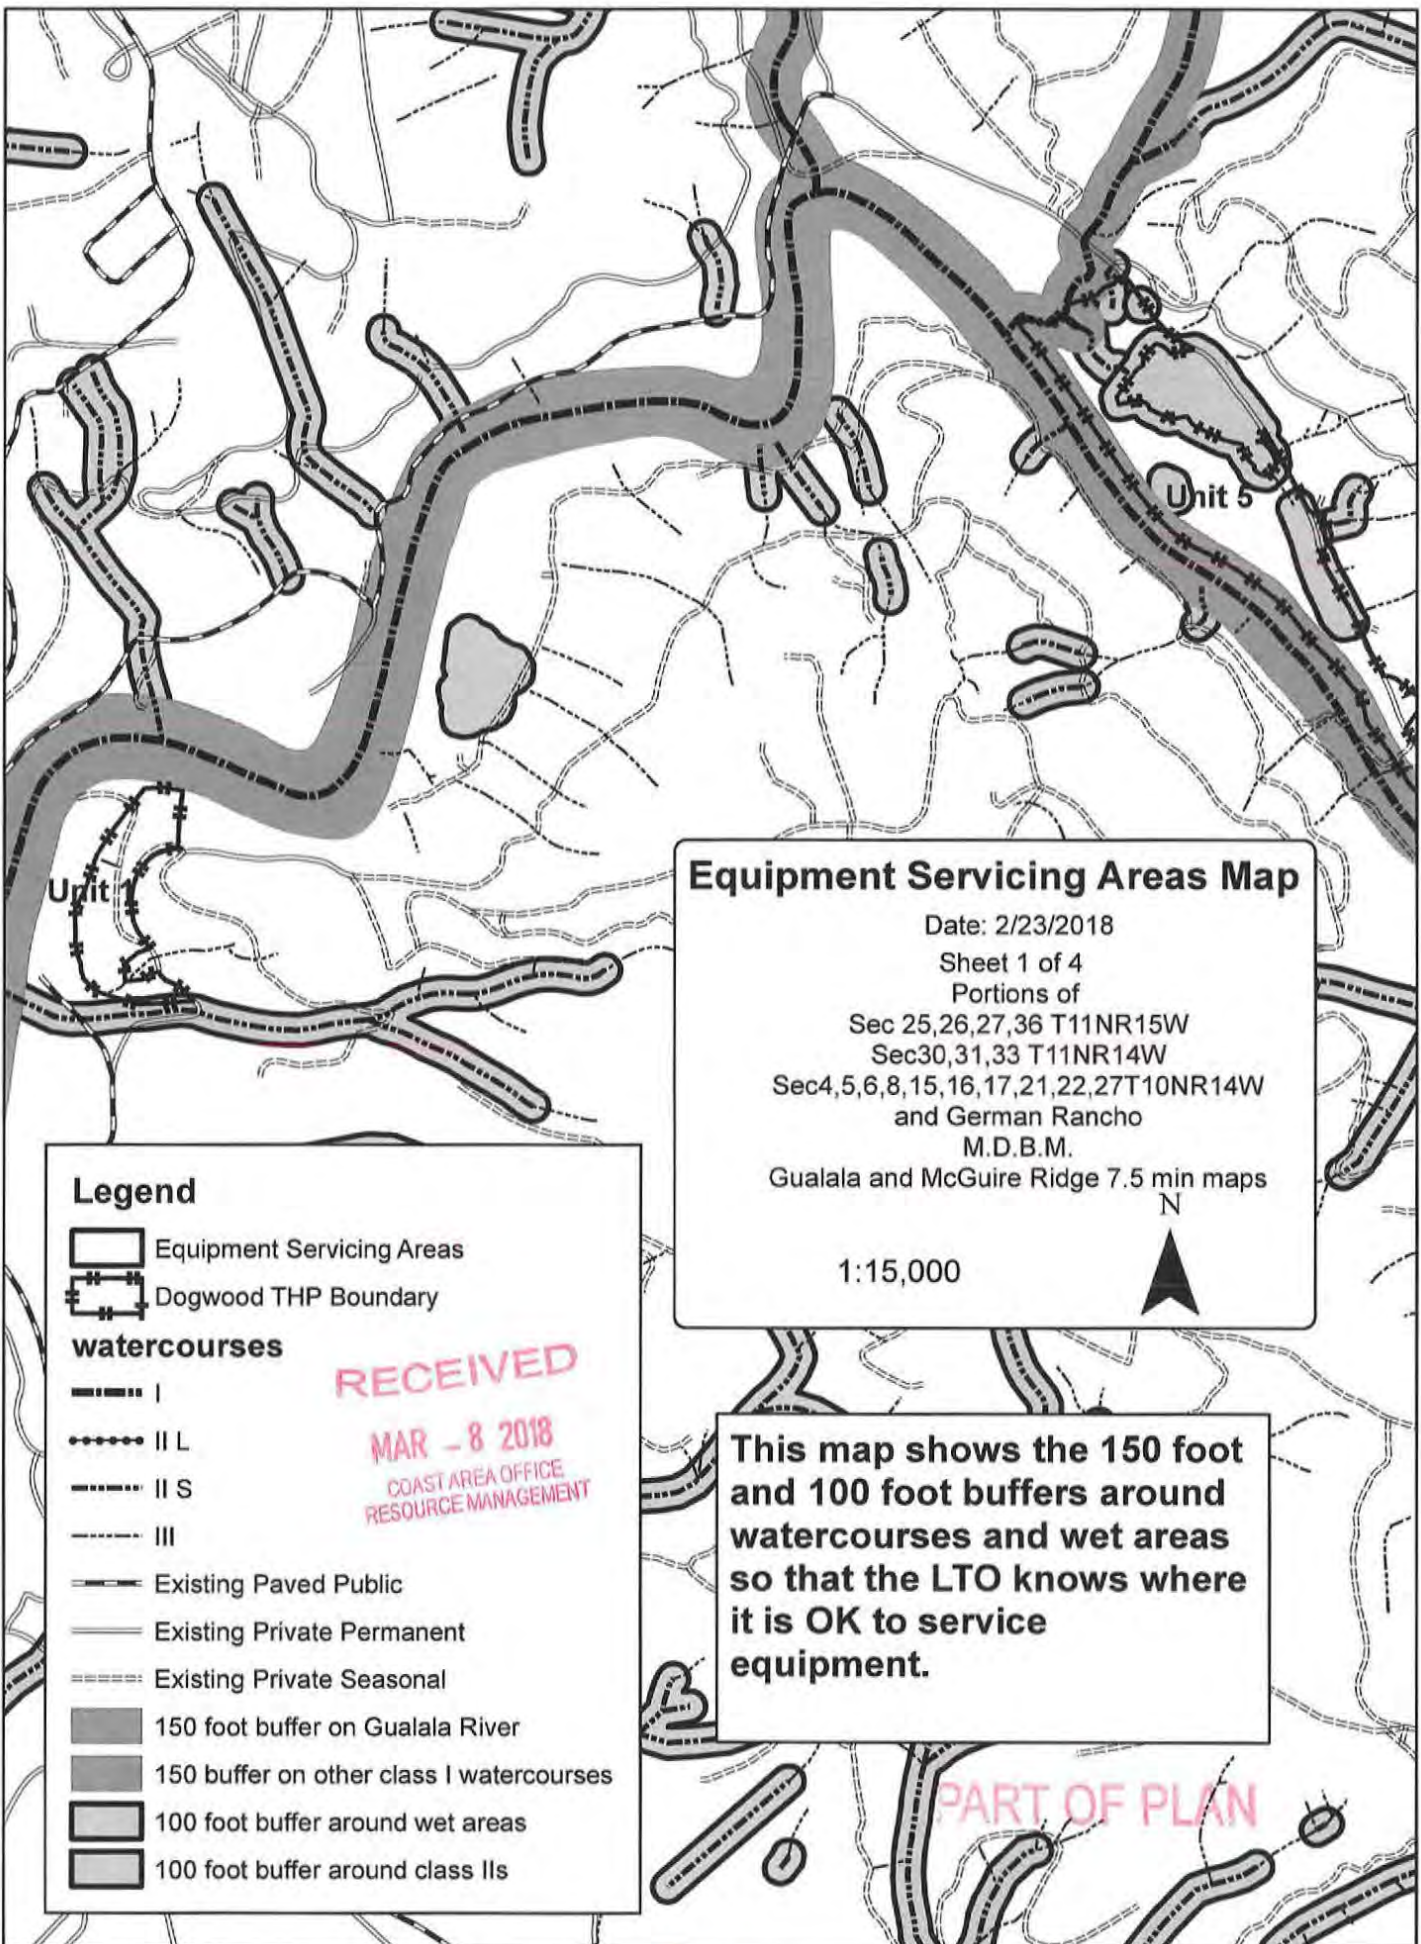 Unit 5
Unit 1
Equipment Servicing Areas Map
Date: 2/23/2018
Sheet 1 of 4
Portions of
Sec 25,26,27,36 T11NR15W
Sec30,31,33 T11NR14W
Sec4,5,6,8,15,16,17,21,22,27T10NR14W
and German Rancho
M.D.B.M.
Gualala and McGuire Ridge 7.5 min maps
N
1:15,000
Legend
Equipment Servicing Areas
Dogwood THP Boundary
watercourses
I
II L
II S
III
Existing Paved Public
Existing Private Permanent
Existing Private Seasonal
150 foot buffer on Gualala River
150 buffer on other class I watercourses
100 foot buffer around wet areas
100 foot buffer around class IIs
RECEIVED
MAR - 8 2018
COAST AREA OFFICE
RESOURCE MANAGEMENT
This map shows the 150 foot
and 100 foot buffers around
watercourses and wet areas
so that the LTO knows where
it is OK to service
equipment.
PART OF PLAN